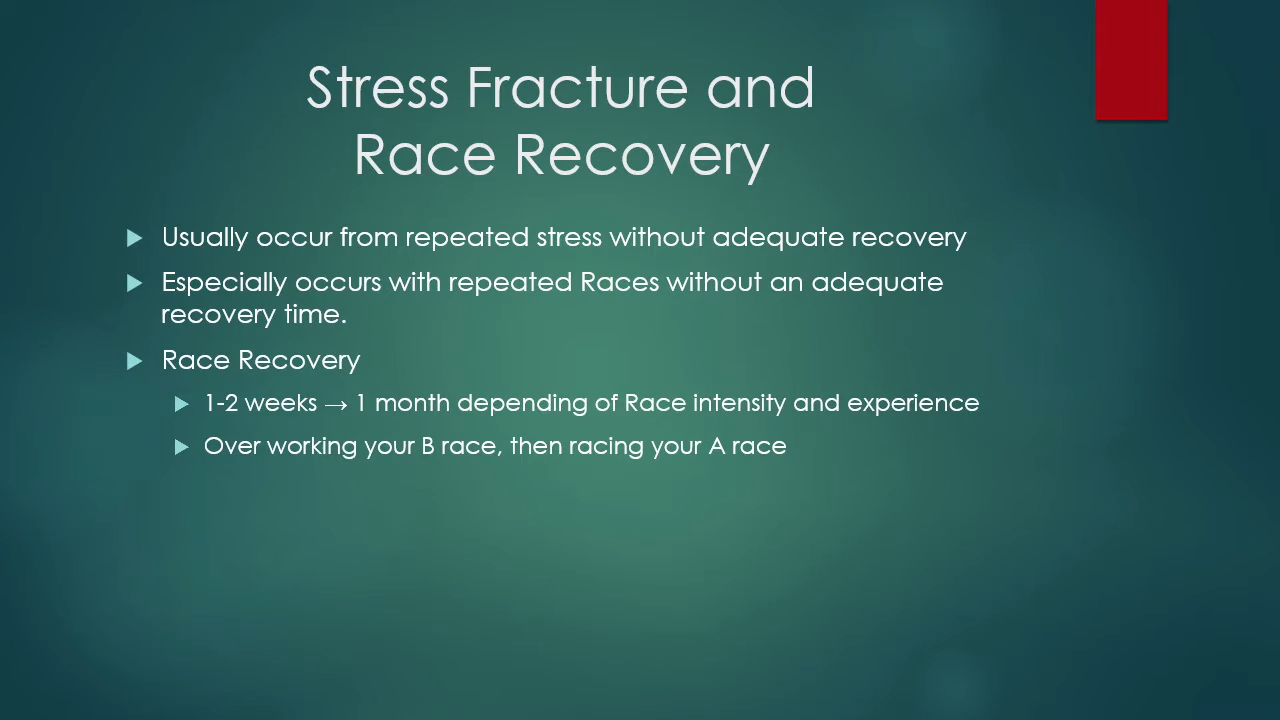 Stress Fracture and
Race Recovery
Usually occur from repeated stress without adequate recovery
Especially occurs with repeated Races without an adequate
recovery time.
Race Recovery
1-2 weeks → 1 month depending of Race intensity and experience
Over working your B race, then racing your A race